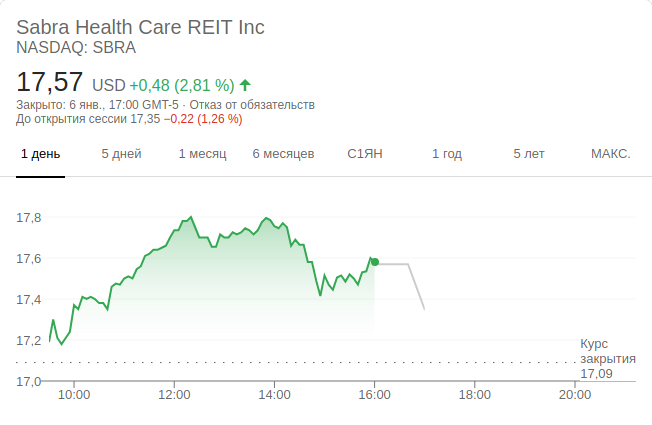 Sabra Health Care REIT Inc
NASDAQ: SBRA
17,57 USD +0,48 (2,81 %)
Закрыто: 6 янв., 17:00 GMT-5 · Отказ от обязательств
До открытия сессии 17,35 −0,22 (1,26 %)
1 день 5 дней 1 месяц 6 месяцев С1ЯН 1 год 5 лет МАКС.
17,8
17,6
17,4
17,2
Курс
закрытия
17,09
17,0
10:00 12:00 14:00 16:00 18:00 20:00